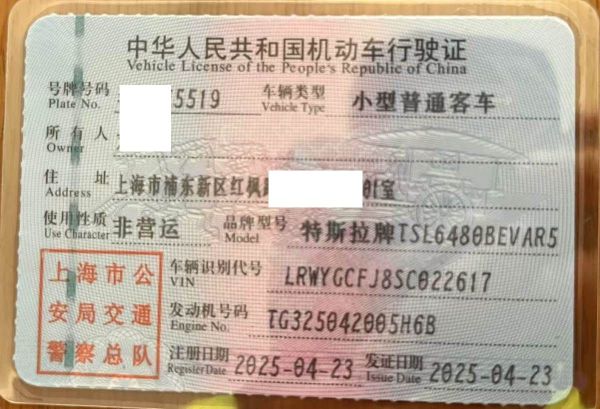 中华人民共和国机动车行驶证
Vehicle License of the People's Republic of China
号牌号码 5519 车辆类型 小型普通客车
Plate No. Vehicle Type
所有人
Owner
住址 上海市浦东新区红枫 室
Address
使用性质 非营运 品牌型号 特斯拉牌TSL6480BEVAR5
Use Character Model
上海市公安局交通警察总队
车辆识别代号 LRWYGCFJ8SC022617
VIN
发动机号码 TG325042005H6B
Engine No.
注册日期 2025-04-23 发证日期 2025-04-23
Register Date Issue Date